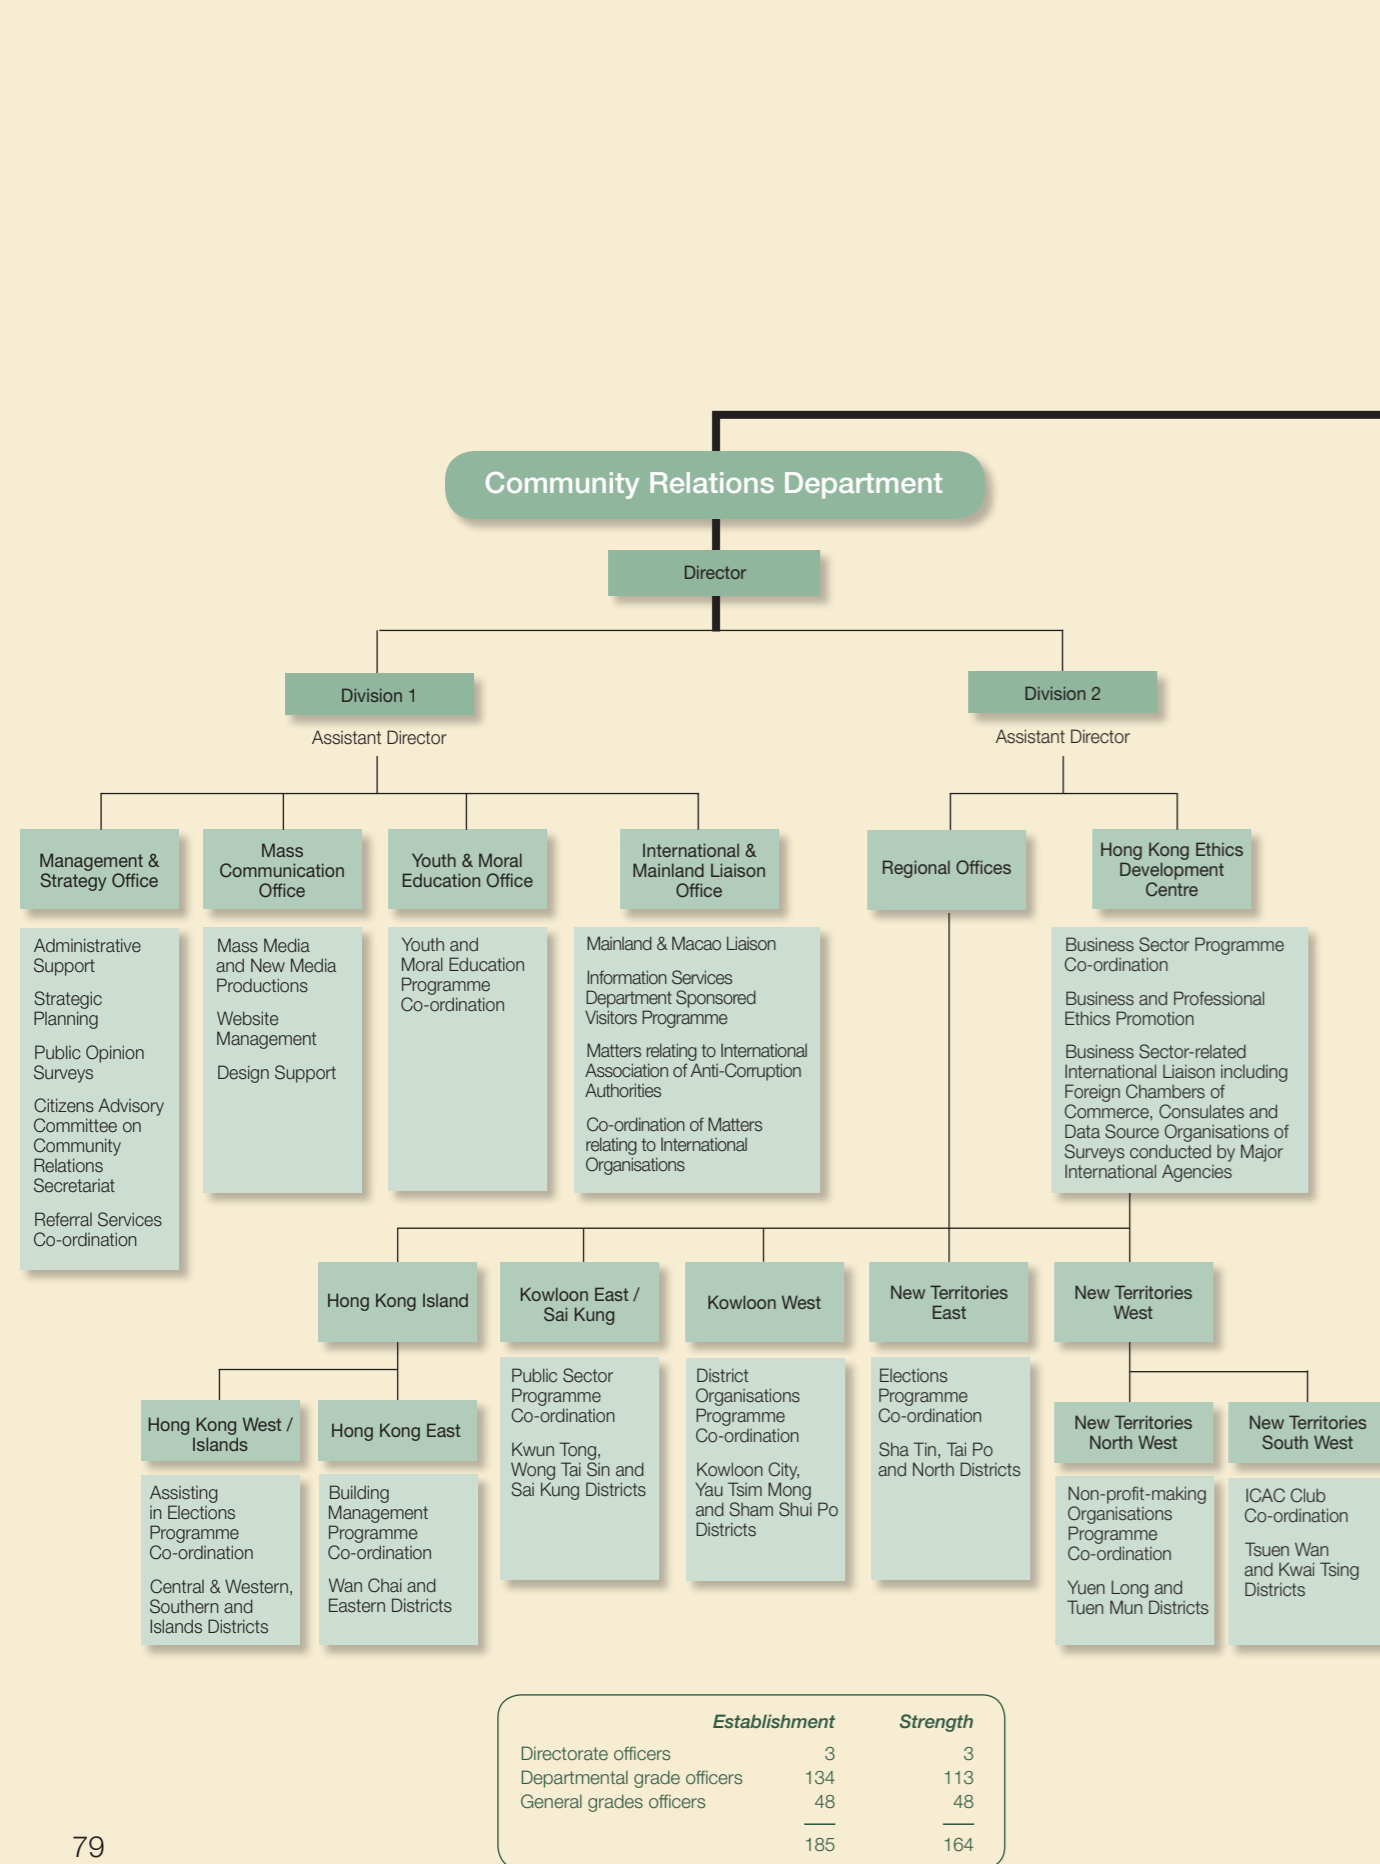 Community Relations Department
Director
Division 1
Assistant Director
Division 2
Assistant Director
Management &
Strategy Office
Administrative
Support
Strategic
Planning
Public Opinion
Surveys
Citizens Advisory
Committee on
Community
Relations
Secretariat
Referral Services
Co-ordination
Mass
Communication
Office
Mass Media
and New Media
Productions
Website
Management
Design Support
Youth & Moral
Education Office
Youth and
Moral Education
Programme
Co-ordination
International &
Mainland Liaison
Office
Mainland & Macao Liaison
Information Services
Department Sponsored
Visitors Programme
Matters relating to International
Association of Anti-Corruption
Authorities
Co-ordination of Matters
relating to International
Organisations
Regional Offices
Hong Kong Ethics
Development
Centre
Business Sector Programme
Co-ordination
Business and Professional
Ethics Promotion
Business Sector-related
International Liaison including
Foreign Chambers of
Commerce, Consulates and
Data Source Organisations of
Surveys conducted by Major
International Agencies
Hong Kong Island
Hong Kong West /
Islands
Assisting
in Elections
Programme
Co-ordination
Central & Western,
Southern and
Islands Districts
Hong Kong East
Building
Management
Programme
Co-ordination
Wan Chai and
Eastern Districts
Kowloon East /
Sai Kung
Public Sector
Programme
Co-ordination
Kwun Tong,
Wong Tai Sin and
Sai Kung Districts
Kowloon West
District
Organisations
Programme
Co-ordination
Kowloon City,
Yau Tsim Mong
and Sham Shui Po
Districts
New Territories
East
Elections
Programme
Co-ordination
Sha Tin, Tai Po
and North Districts
New Territories
West
New Territories
North West
Non-profit-making
Organisations
Programme
Co-ordination
Yuen Long and
Tuen Mun Districts
New Territories
South West
ICAC Club
Co-ordination
Tsuen Wan
and Kwai Tsing
Districts
Establishment Strength
Directorate officers 3 3
Departmental grade officers 134 113
General grades officers 48 48
185 164
79